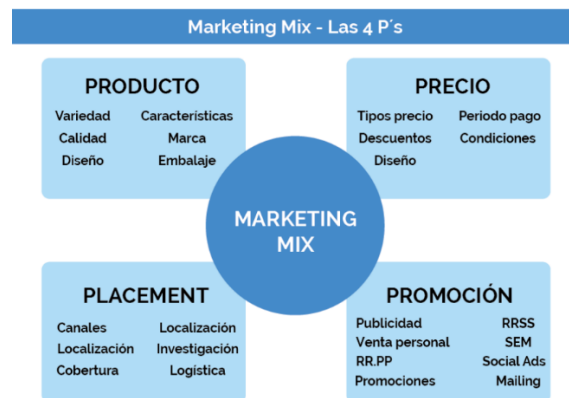 Marketing Mix - Las 4 P´s
PRODUCTO
Variedad Características
Calidad Marca
Diseño Embalaje
PRECIO
Tipos precio Periodo pago
Descuentos Condiciones
Diseño
MARKETING
MIX
PLACEMENT
Canales Localización
Localización Investigación
Cobertura Logística
PROMOCIÓN
Publicidad RRSS
Venta personal SEM
RR.PP Social Ads
Promociones Mailing